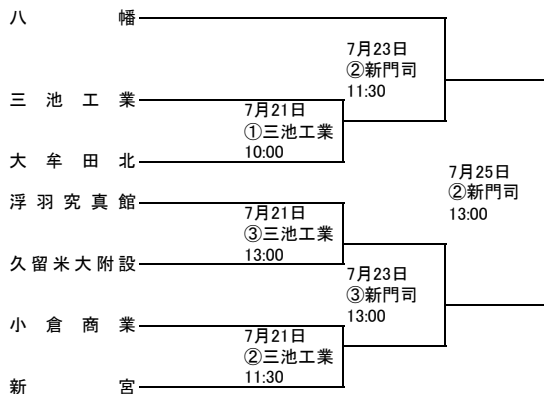 八幡
7月23日
②新門司
11:30
三池工業
7月21日
①三池工業
10:00
大牟田北
7月25日
②新門司
13:00
浮羽究真館
7月21日
③三池工業
13:00
久留米大附設
7月23日
③新門司
13:00
小倉商業
7月21日
②三池工業
11:30
新宮